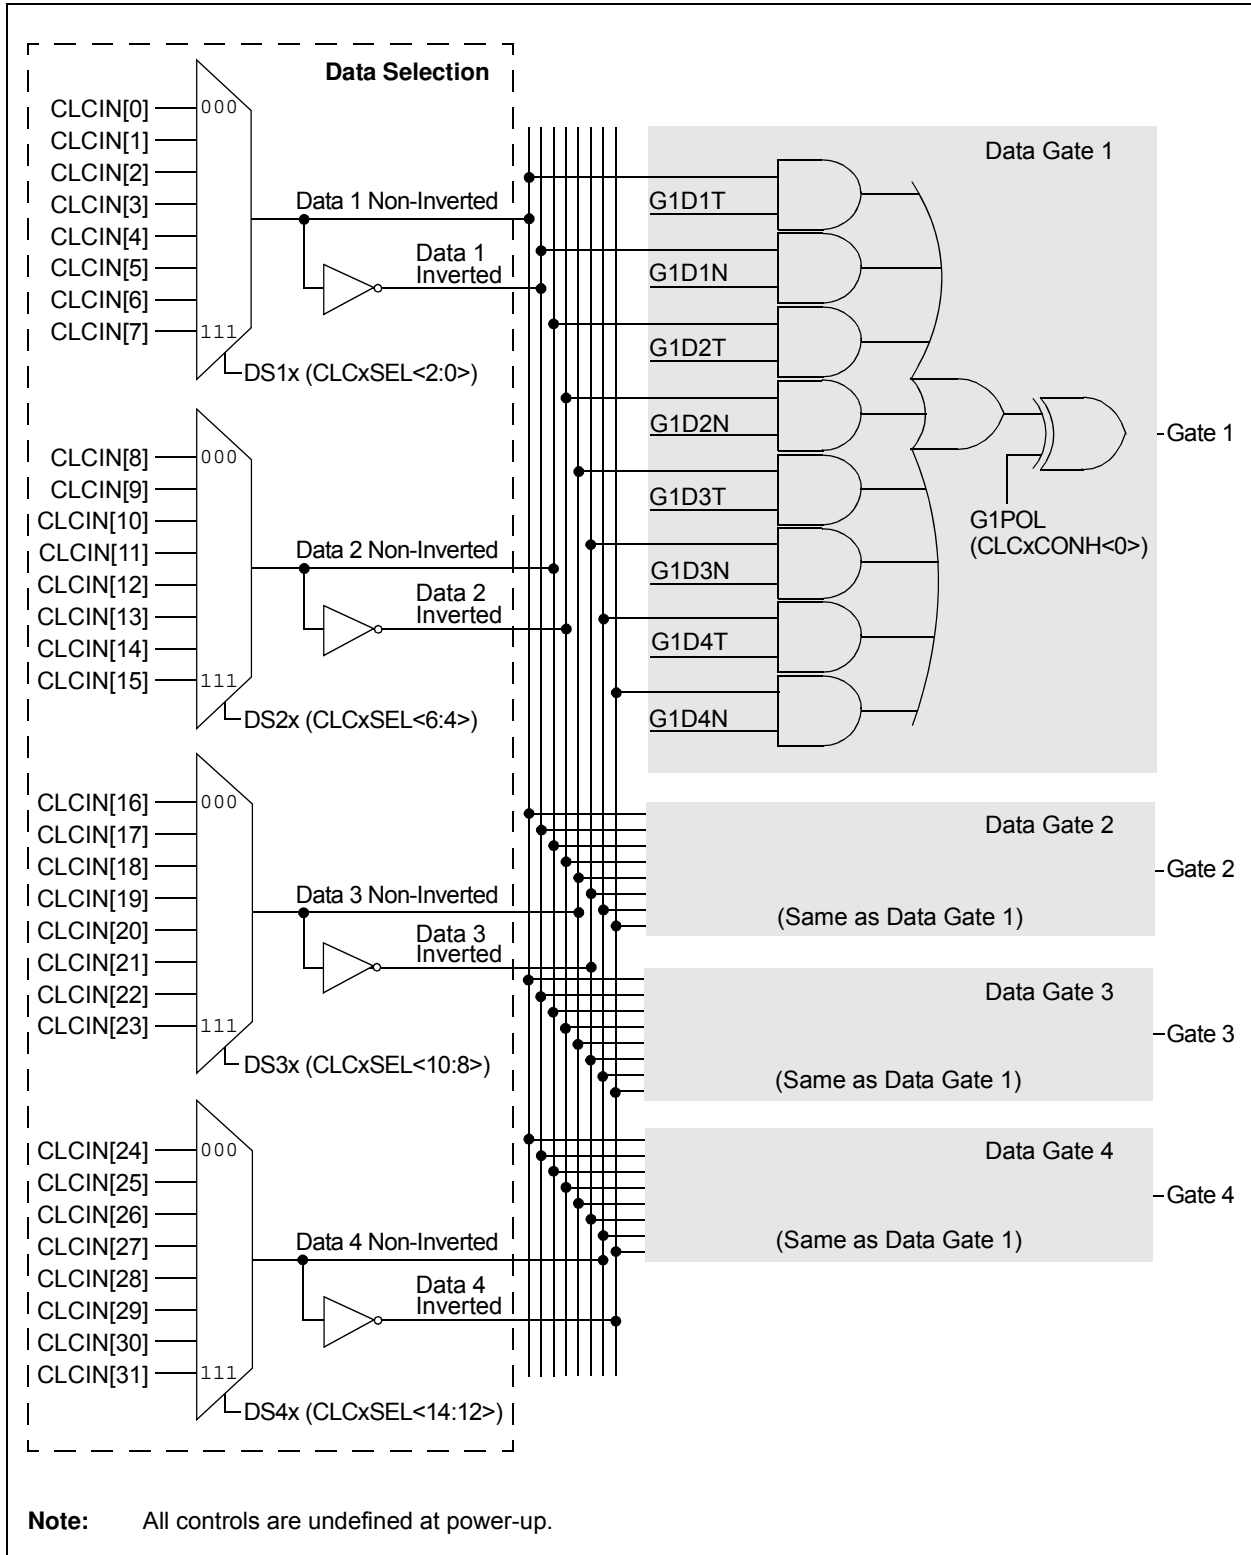 Data Selection
CLCIN[0]
CLCIN[1]
CLCIN[2]
CLCIN[3]
CLCIN[4]
CLCIN[5]
CLCIN[6]
CLCIN[7]
000
111
Data 1 Non-Inverted
Data 1
Inverted
DS1x (CLCxSEL<2:0>)
CLCIN[8]
CLCIN[9]
CLCIN[10]
CLCIN[11]
CLCIN[12]
CLCIN[13]
CLCIN[14]
CLCIN[15]
000
111
Data 2 Non-Inverted
Data 2
Inverted
DS2x (CLCxSEL<6:4>)
CLCIN[16]
CLCIN[17]
CLCIN[18]
CLCIN[19]
CLCIN[20]
CLCIN[21]
CLCIN[22]
CLCIN[23]
000
111
Data 3 Non-Inverted
Data 3
Inverted
DS3x (CLCxSEL<10:8>)
CLCIN[24]
CLCIN[25]
CLCIN[26]
CLCIN[27]
CLCIN[28]
CLCIN[29]
CLCIN[30]
CLCIN[31]
000
111
Data 4 Non-Inverted
Data 4
Inverted
DS4x (CLCxSEL<14:12>)
Data Gate 1
G1D1T
G1D1N
G1D2T
G1D2N
G1D3T
G1D3N
G1D4T
G1D4N
G1POL
(CLCxCONH<0>)
Gate 1
Data Gate 2
(Same as Data Gate 1)
Gate 2
Data Gate 3
(Same as Data Gate 1)
Gate 3
Data Gate 4
(Same as Data Gate 1)
Gate 4
Note: All controls are undefined at power-up.